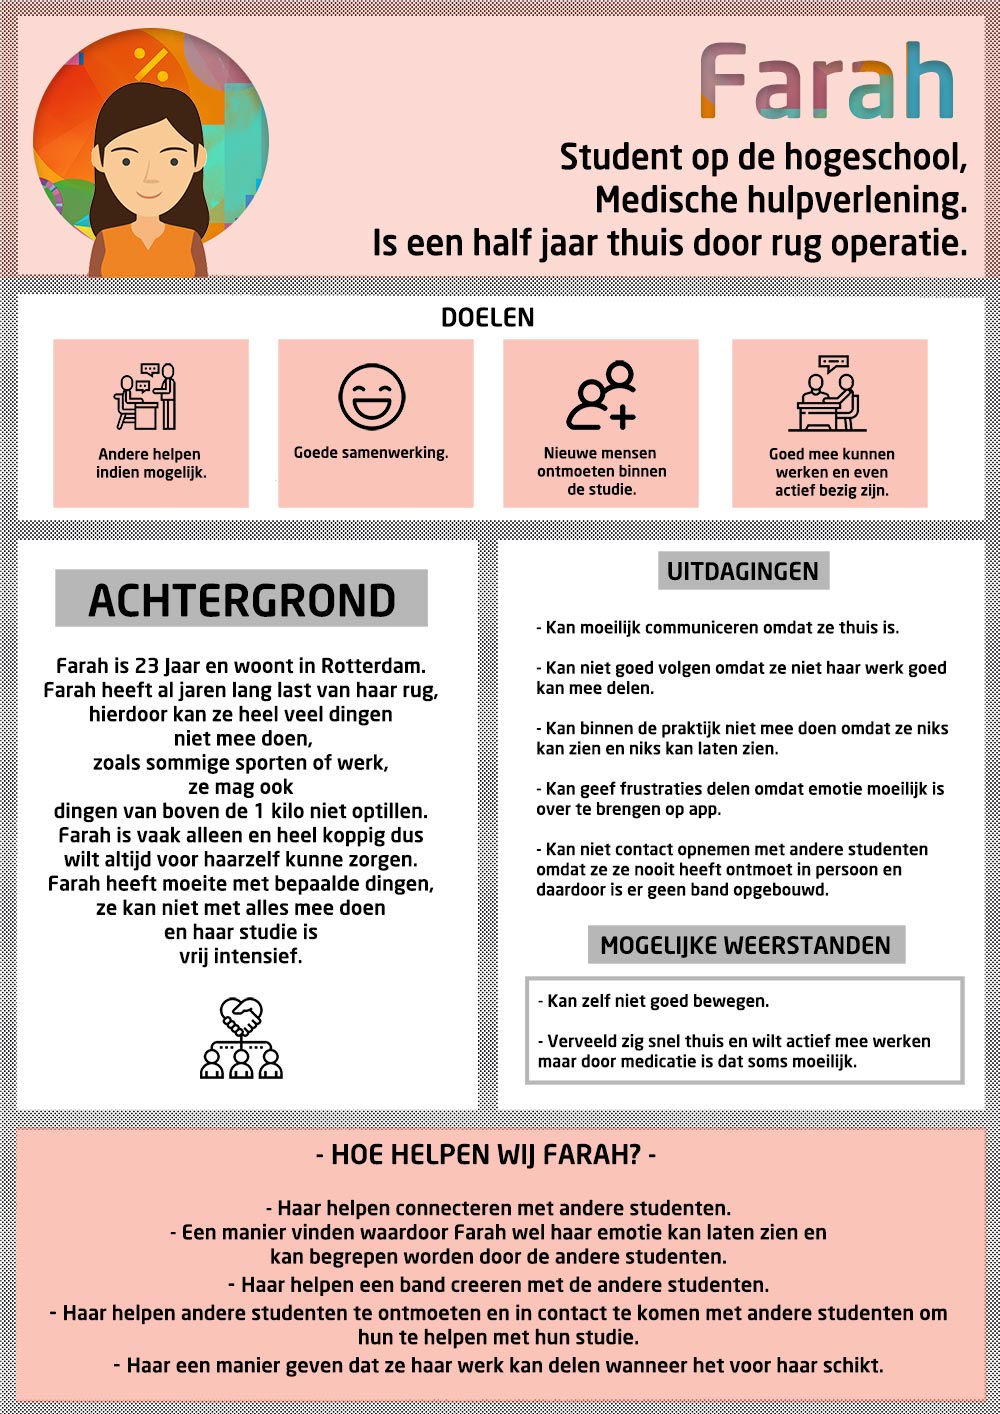 Farah
Student op de hogeschool,
Medische hulpverlening.
Is een half jaar thuis door rug operatie.
DOELEN
Andere helpen
indien mogelijk.
Goede samenwerking.
Nieuwe mensen
ontmoeten binnen
de studie.
Goed mee kunnen
werken en even
actief bezig zijn.
ACHTERGROND
Farah is 23 Jaar en woont in Rotterdam.
Farah heeft al jaren lang last van haar rug,
hierdoor kan ze heel veel dingen
niet mee doen,
zoals sommige sporten of werk,
ze mag ook
dingen van boven de 1 kilo niet optillen.
Farah is vaak alleen en heel koppig dus
wilt altijd voor haarzelf kunne zorgen.
Farah heeft moeite met bepaalde dingen,
ze kan niet met alles mee doen
en haar studie is
vrij intensief.
UITDAGINGEN
- Kan moeilijk communiceren omdat ze thuis is.
- Kan niet goed volgen omdat ze niet haar werk goed
kan mee delen.
- Kan binnen de praktijk niet mee doen omdat ze niks
kan zien en niks kan laten zien.
- Kan geef frustraties delen omdat emotie moeilijk is
over te brengen op app.
- Kan niet contact opnemen met andere studenten
omdat ze ze nooit heeft ontmoet in persoon en
daardoor is er geen band opgebouwd.
MOGELIJKE WEERSTANDEN
- Kan zelf niet goed bewegen.
- Verveeld zig snel thuis en wilt actief mee werken
maar door medicatie is dat soms moeilijk.
- HOE HELPEN WIJ FARAH? -
- Haar helpen connecteren met andere studenten.
- Een manier vinden waardoor Farah wel haar emotie kan laten zien en
kan begrepen worden door de andere studenten.
- Haar helpen een band creeren met de andere studenten.
- Haar helpen andere studenten te ontmoeten en in contact te komen met andere studenten om
hun te helpen met hun studie.
- Haar een manier geven dat ze haar werk kan delen wanneer het voor haar schikt.